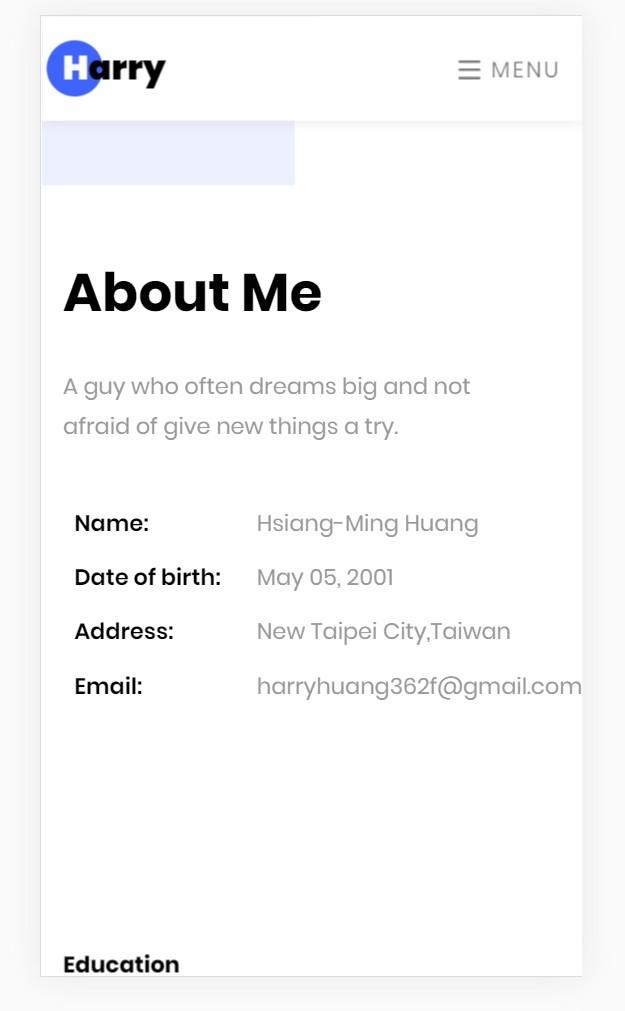 Harry
MENU
About Me
A guy who often dreams big and not
afraid of give new things a try.
Name: Hsiang-Ming Huang
Date of birth: May 05, 2001
Address: New Taipei City,Taiwan
Email: harryhuang362f@gmail.com
Education